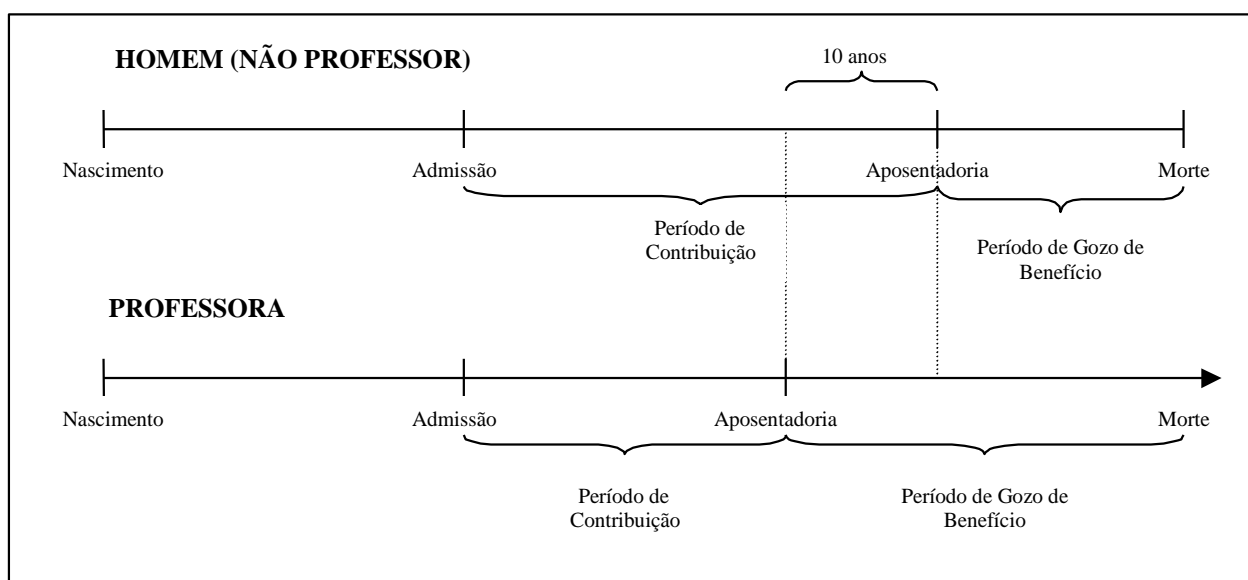 HOMEM (NÃO PROFESSOR)
10 anos
Nascimento
Admissão
Aposentadoria
Morte
Período de
Contribuição
Período de Gozo de
Benefício
PROFESSORA
Nascimento
Admissão
Aposentadoria
Morte
Período de
Contribuição
Período de Gozo de
Benefício